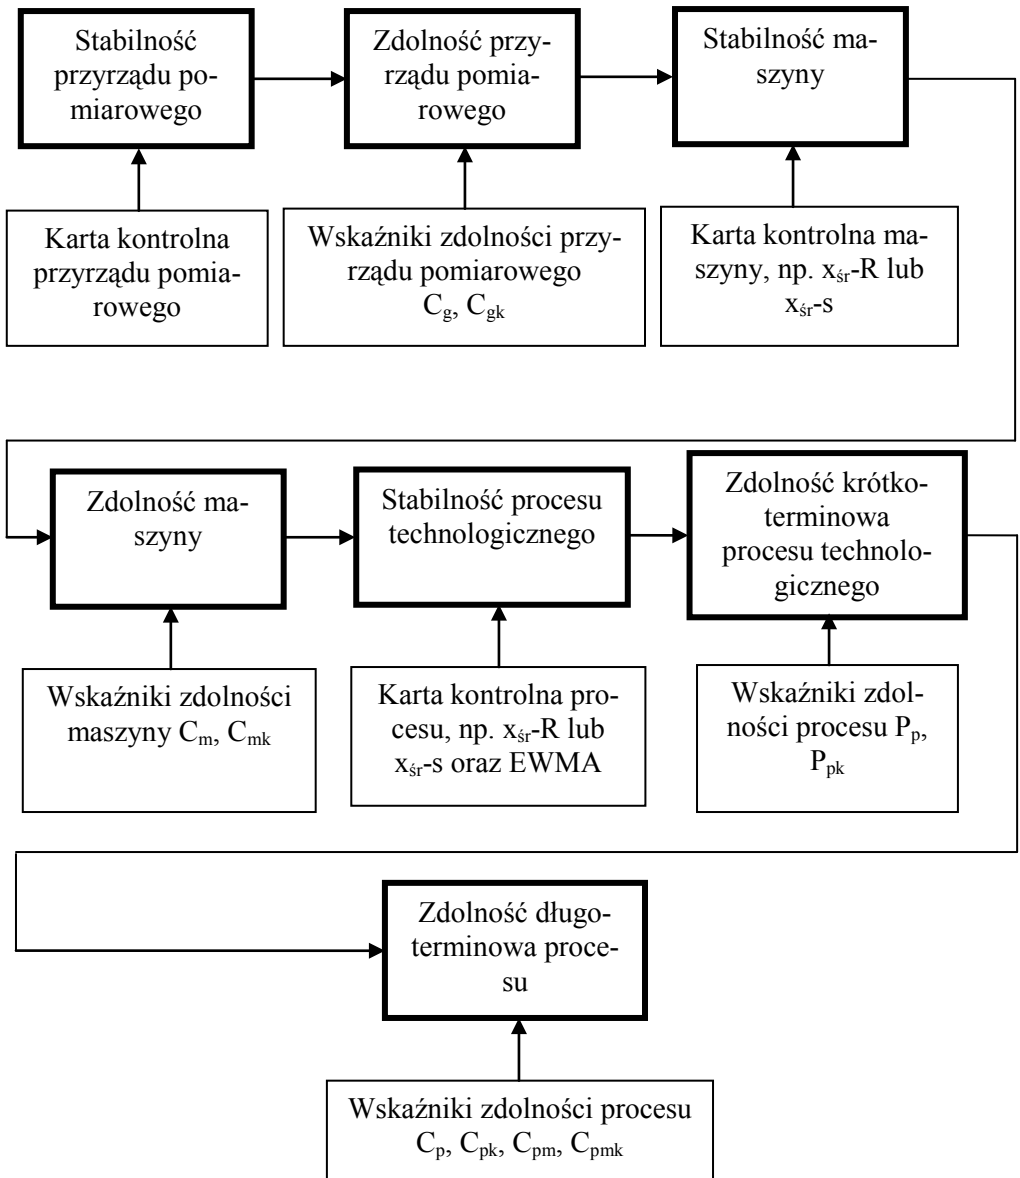 Stabilność
przyrządu po-
miarowego
Zdolność przy-
rządu pomia-
rowego
Stabilność ma-
szyny
Karta kontrolna
przyrządu pomia-
rowego
Wskaźniki zdolności przy-
rządu pomiarowego
Cg, Cgk
Karta kontrolna ma-
szyny, np. xśr-R lub
xśr-s
Zdolność ma-
szyny
Stabilność procesu
technologicznego
Zdolność krótko-
terminowa
procesu technolo-
gicznego
Wskaźniki zdolności
maszyny Cm, Cmk
Karta kontrolna pro-
cesu, np. xśr-R lub
xśr-s oraz EWMA
Wskaźniki zdol-
ności procesu Pp,
Ppk
Zdolność długo-
terminowa proce-
su
Wskaźniki zdolności procesu
Cp, Cpk, Cpm, Cpmk